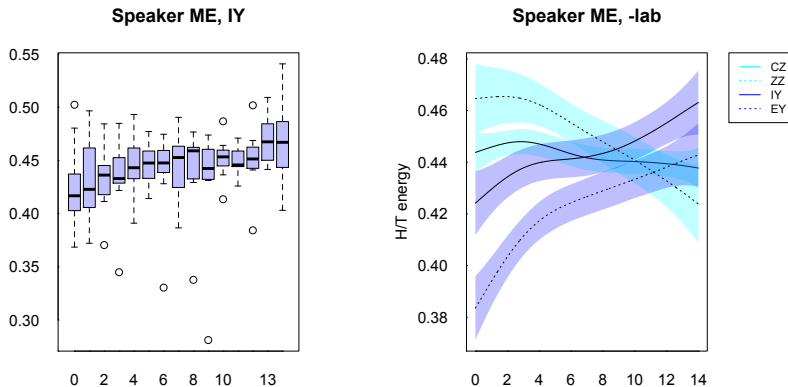 Speaker ME, IY
0.55
0.50
0.45
0.40
0.35
0.30
0 2 4 6 8 10 13
Speaker ME, -lab
H/T energy
0.48
0.46
0.44
0.42
0.40
0.38
0 2 4 6 8 10 12 14
CZ
ZZ
IY
EY